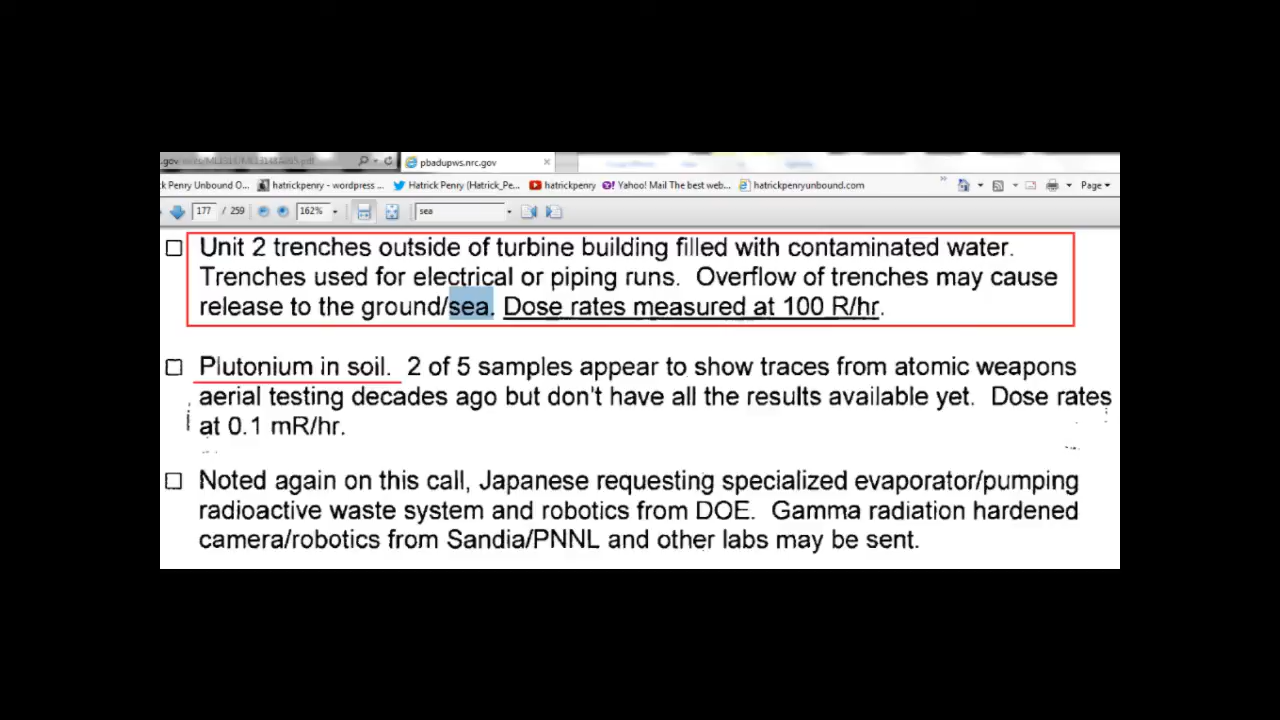 pbadupws.nrc.gov
k Penry Unbound O... hatrickpenry - wordpress ... Hatrick Penry (Hatrick_Pe... hatrickpenry Yahoo! Mail The best web... hatrickpenryunbound.com Page
177 / 259 162% sea
Unit 2 trenches outside of turbine building filled with contaminated water.
Trenches used for electrical or piping runs. Overflow of trenches may cause
release to the ground/sea. Dose rates measured at 100 R/hr.
Plutonium in soil. 2 of 5 samples appear to show traces from atomic weapons
aerial testing decades ago but don't have all the results available yet. Dose rates
at 0.1 mR/hr.
Noted again on this call, Japanese requesting specialized evaporator/pumping
radioactive waste system and robotics from DOE. Gamma radiation hardened
camera/robotics from Sandia/PNNL and other labs may be sent.